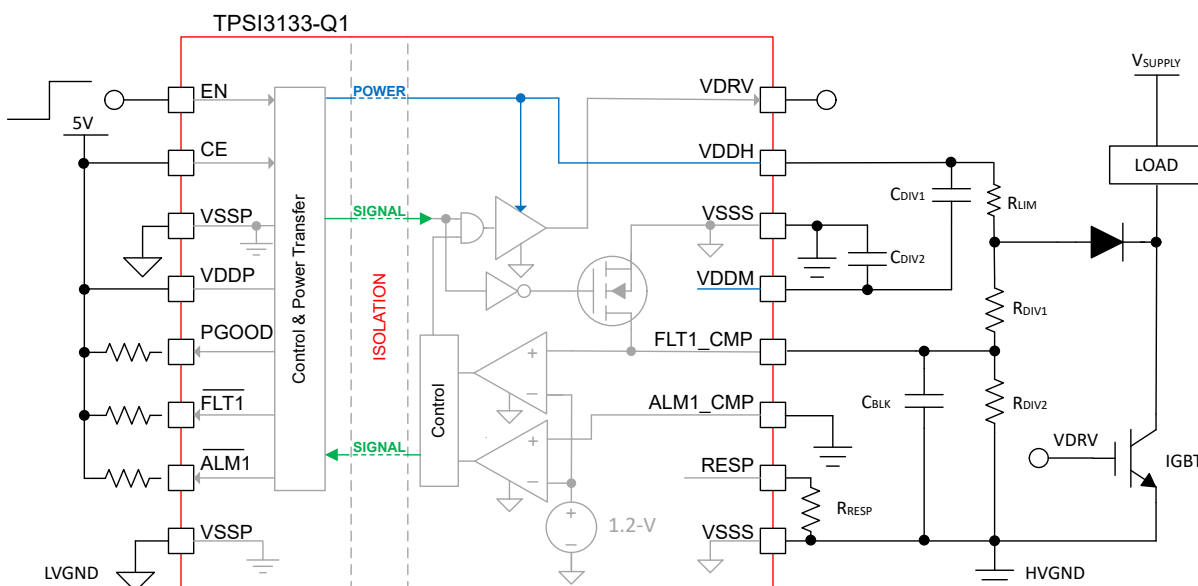 TPSI3133-Q1
EN
5V
CE
VSSP
VDDP
PGOOD
FLT1
ALM1
VSSP
LVGND
Control & Power Transfer
POWER
SIGNAL
ISOLATION
SIGNAL
Control
1.2-V
VDRV
VDDH
VSSS
VDDM
FLT1_CMP
ALM1_CMP
RESP
VSSS
CDIV1
CDIV2
RLIM
RDIV1
RDIV2
CBLK
RRESP
HVGND
VSUPPLY
LOAD
VDRV
IGBT